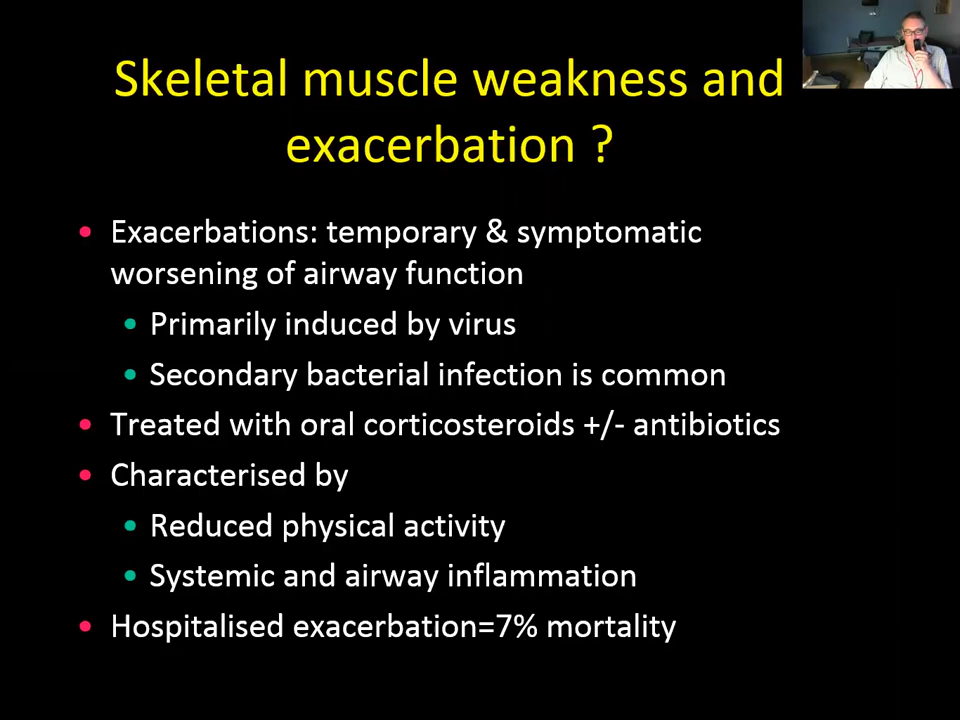 Skeletal muscle weakness and
exacerbation ?
• Exacerbations: temporary & symptomatic
worsening of airway function
• Primarily induced by virus
• Secondary bacterial infection is common
• Treated with oral corticosteroids +/- antibiotics
• Characterised by
• Reduced physical activity
• Systemic and airway inflammation
• Hospitalised exacerbation=7% mortality